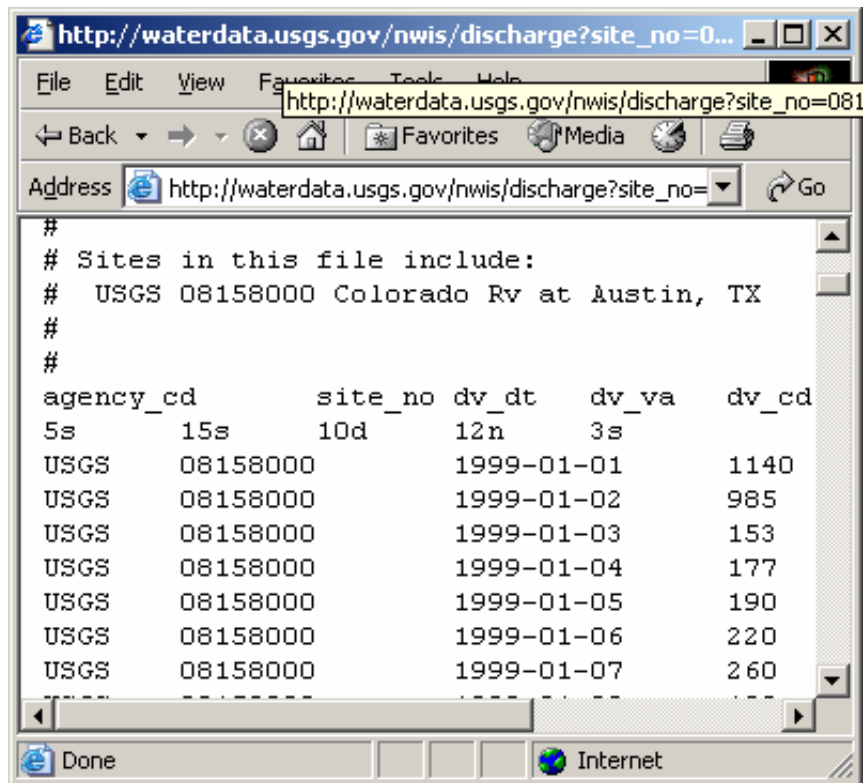 http://waterdata.usgs.gov/nwis/discharge?site_no=0...
File Edit View Favorites Tools Help
http://waterdata.usgs.gov/nwis/discharge?site_no=081
Back Favorites Media
Address http://waterdata.usgs.gov/nwis/discharge?site_no= Go
#
# Sites in this file include:
# USGS 08158000 Colorado Rv at Austin, TX
#
#
agency_cd site_no dv_dt dv_va dv_cd
5s 15s 10d 12n 3s
USGS 08158000 1999-01-01 1140
USGS 08158000 1999-01-02 985
USGS 08158000 1999-01-03 153
USGS 08158000 1999-01-04 177
USGS 08158000 1999-01-05 190
USGS 08158000 1999-01-06 220
USGS 08158000 1999-01-07 260
Done Internet